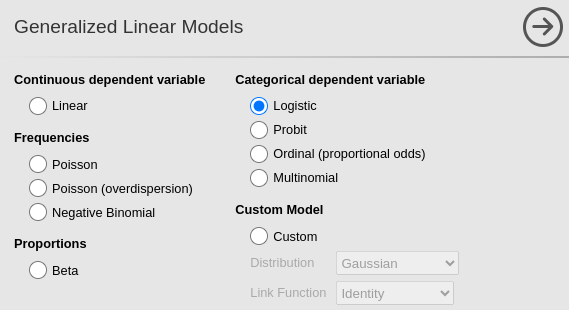 Generalized Linear Models
Continuous dependent variable
Linear
Frequencies
Poisson
Poisson (overdispersion)
Negative Binomial
Proportions
Beta
Categorical dependent variable
Logistic
Probit
Ordinal (proportional odds)
Multinomial
Custom Model
Custom
Distribution Gaussian
Link Function Identity